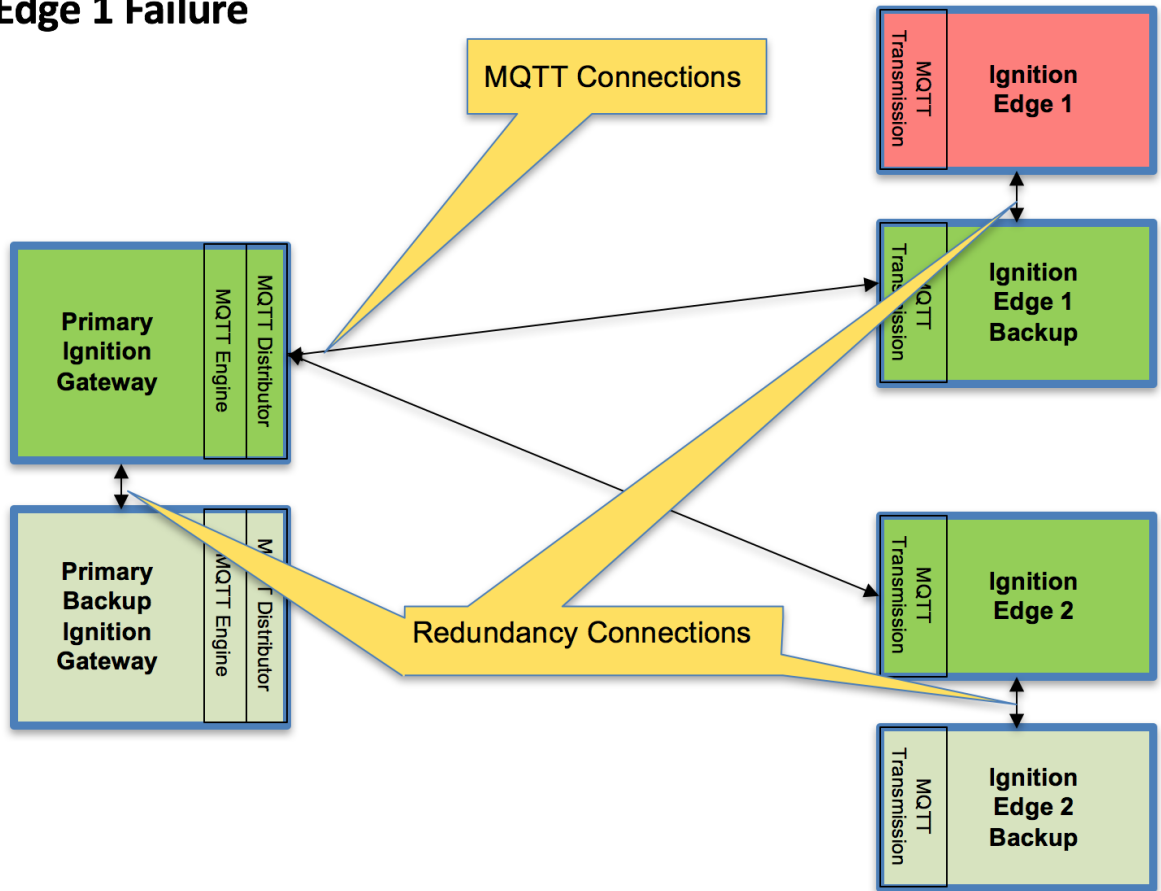 Edge 1 Failure
MQTT Connections
MQTT
Transmission
Ignition
Edge 1
MQTT
Ignition
Edge 1
Backup
Primary
Ignition
Gateway
MQTT Engine
MQTT Distributor
Primary
Backup
Ignition
Gateway
MQTT Engine
Distributor
Redundancy Connections
MQTT
Transmission
Ignition
Edge 2
MQTT
Transmission
Ignition
Edge 2
Backup